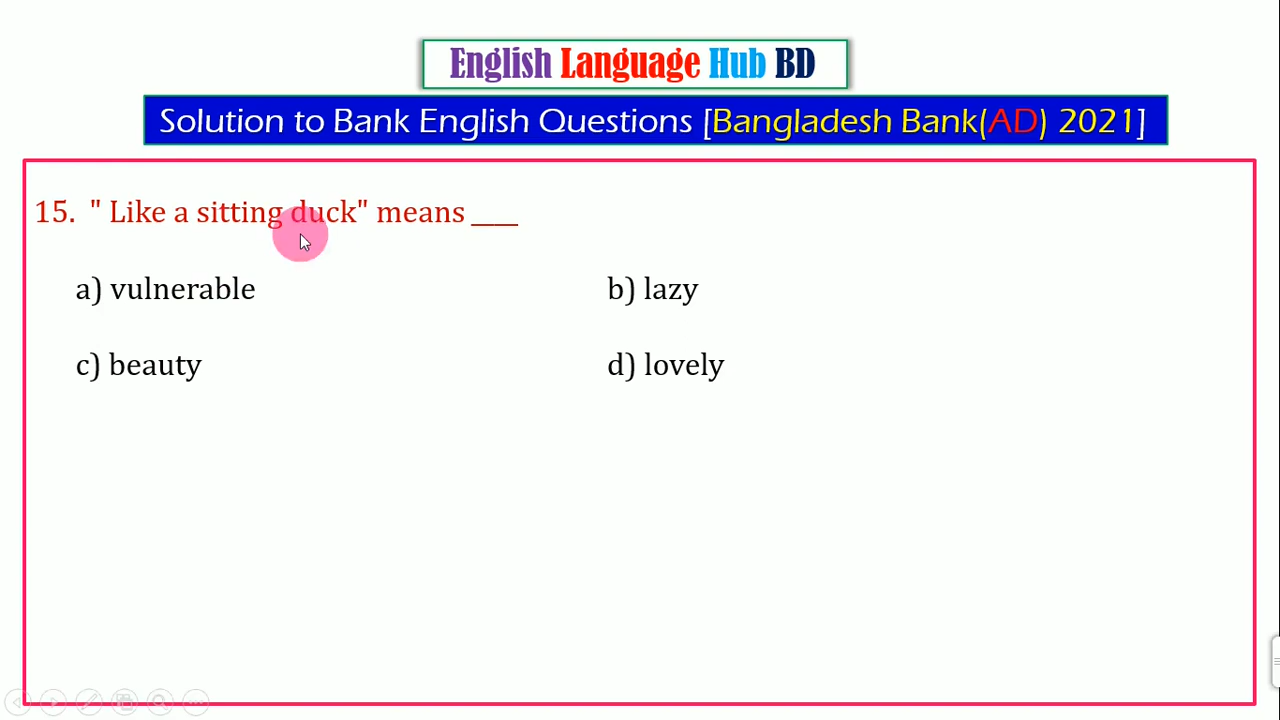 English Language Hub BD
Solution to Bank English Questions [Bangladesh Bank(AD) 2021]
15. " Like a sitting duck" means ____
a) vulnerable b) lazy
c) beauty d) lovely